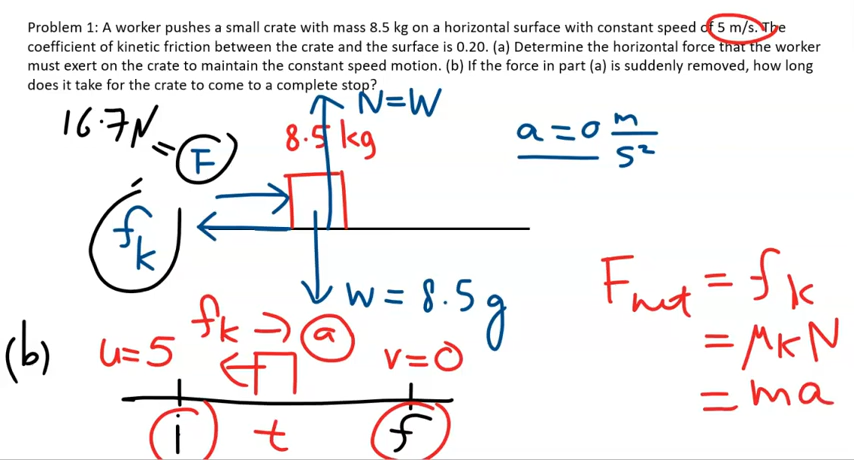 Problem 1: A worker pushes a small crate with mass 8.5 kg on a horizontal surface with constant speed of 5 m/s. The
coefficient of kinetic friction between the crate and the surface is 0.20. (a) Determine the horizontal force that the worker
must exert on the crate to maintain the constant speed motion. (b) If the force in part (a) is suddenly removed, how long
does it take for the crate to come to a complete stop?
N=W
16.7N = F
8.5 kg
a = 0 m/s²
fk
W = 8.5g
Fnet = fk
= μkN
= ma
(b)
fk ⇒ a
u=5
v=0
i
t
f